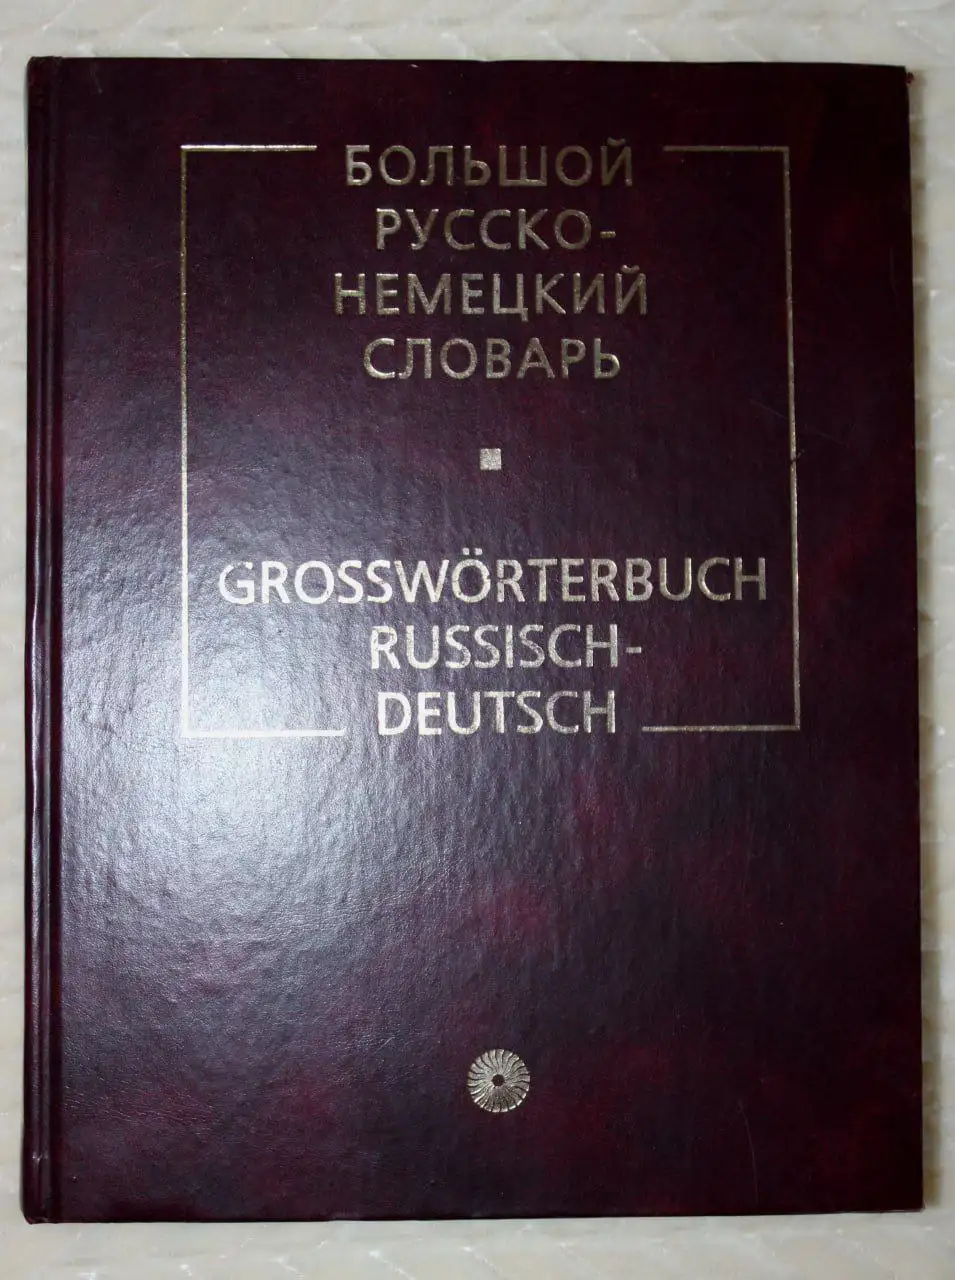 БОЛЬШОЙ
РУССКО-
НЕМЕЦКИЙ
СЛОВАРЬ
GROSSWÖRTERBUCH
RUSSISCH-
DEUTSCH